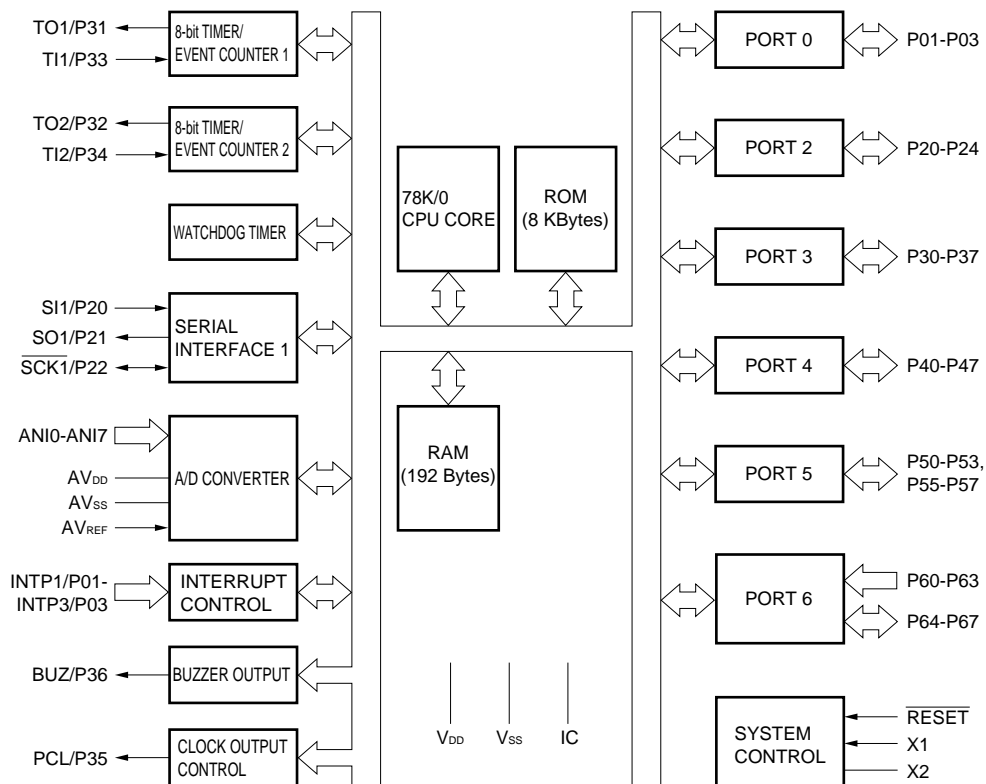 TO1/P31
TI1/P33
8-bit TIMER/
EVENT COUNTER 1
TO2/P32
TI2/P34
8-bit TIMER/
EVENT COUNTER 2
WATCHDOG TIMER
SI1/P20
SO1/P21
SCK1/P22
SERIAL
INTERFACE 1
ANI0-ANI7
AVDD
AVSS
AVREF
A/D CONVERTER
INTP1/P01-
INTP3/P03
INTERRUPT
CONTROL
BUZ/P36
BUZZER OUTPUT
PCL/P35
CLOCK OUTPUT
CONTROL
78K/0
CPU CORE
ROM
(8 KBytes)
RAM
(192 Bytes)
VDD
VSS
IC
PORT 0
P01-P03
PORT 2
P20-P24
PORT 3
P30-P37
PORT 4
P40-P47
PORT 5
P50-P53,
P55-P57
PORT 6
P60-P63
P64-P67
SYSTEM
CONTROL
RESET
X1
X2